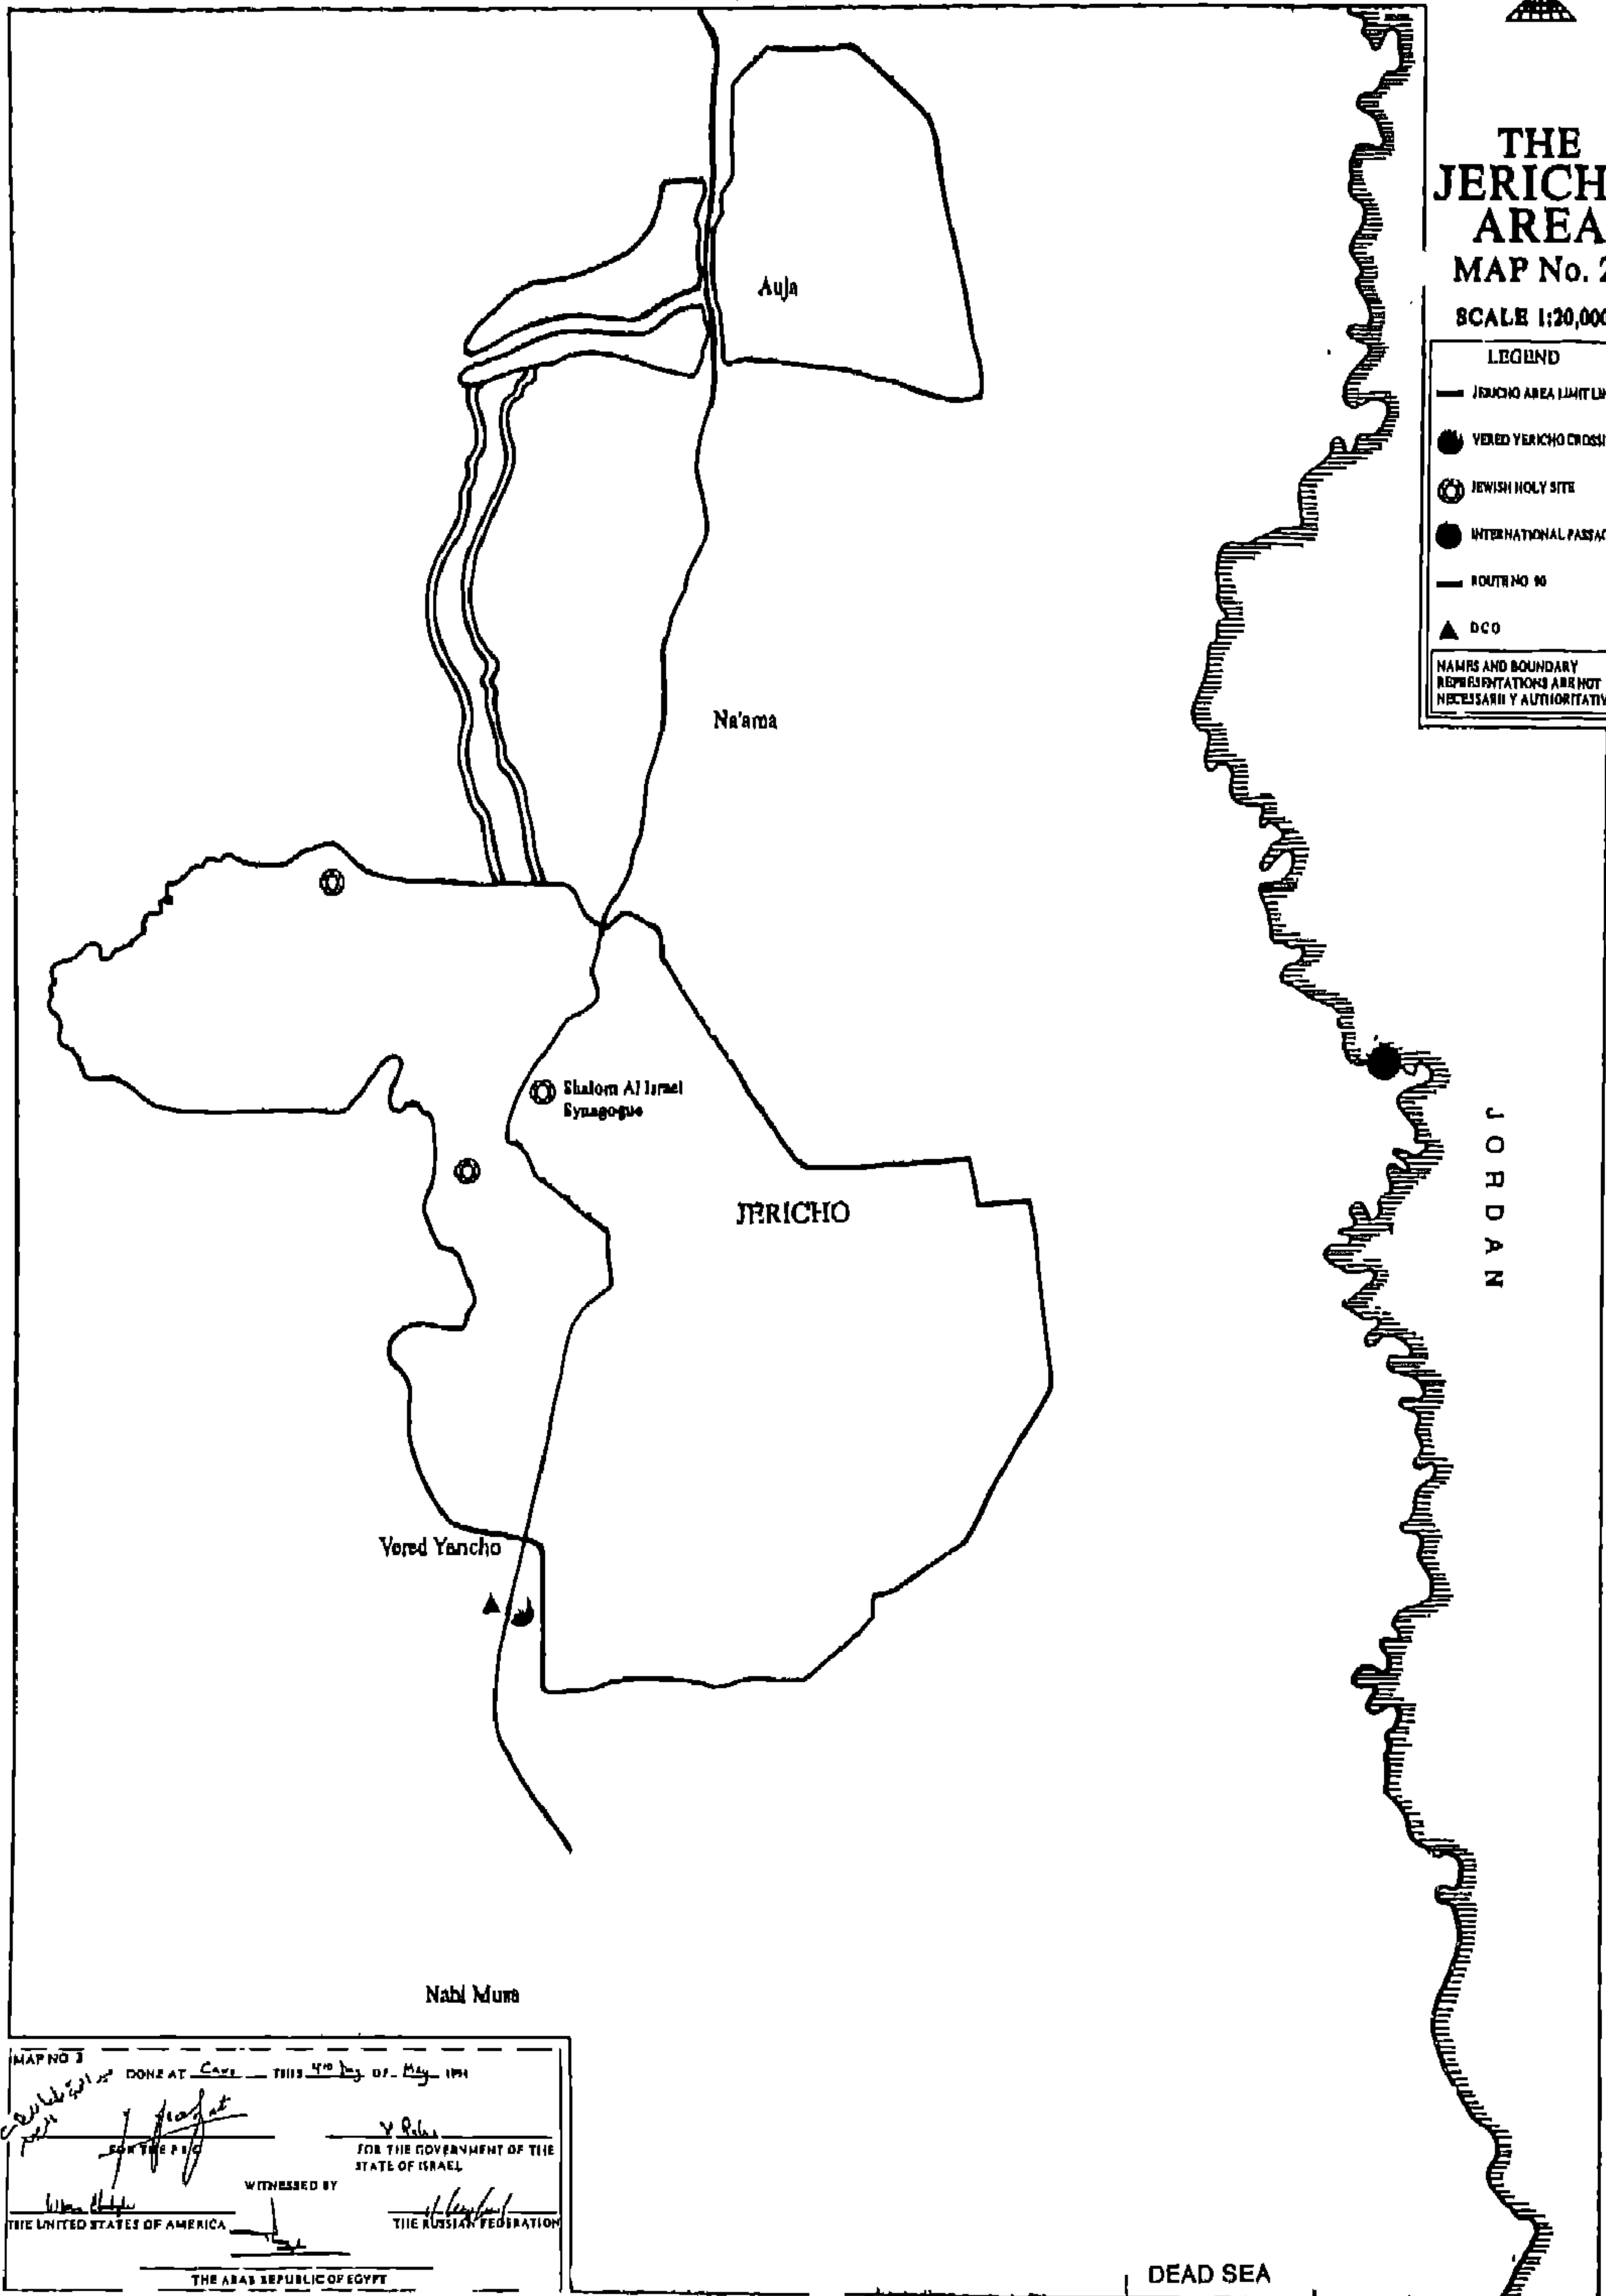 THE
JERICH
AREA
MAP No. 2
SCALE 1:20,000
LEGEND
JERICHO AREA LIMIT LIN
VERED YERICHO CROSSI
JEWISH HOLY SITE
INTERNATIONAL PASSAG
ROUTE NO 90
DCO
NAMES AND BOUNDARY
REPRESENTATIONS ARE NOT
NECESSARILY AUTHORITATIV
Auja
Na'ama
Shalom Al Israel
Synagogue
JERICHO
JORDAN
Vered Yericho
Nabi Musa
MAP NO
DONE AT Cairo THIS 4th Day OF May 1994
FOR THE PLO
FOR THE GOVERNMENT OF THE
STATE OF ISRAEL
WITNESSED BY
THE UNITED STATES OF AMERICA
THE RUSSIAN FEDERATION
THE ARAB REPUBLIC OF EGYPT
DEAD SEA